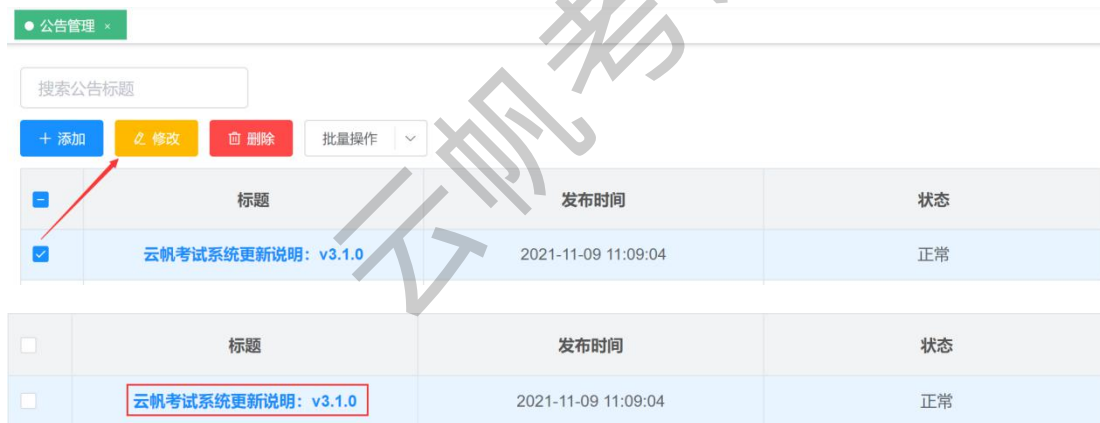 公告管理 ×
搜索公告标题
+ 添加 修改 删除 批量操作
标题 发布时间 状态
云帆考试系统更新说明：v3.1.0 2021-11-09 11:09:04 正常
标题 发布时间 状态
云帆考试系统更新说明：v3.1.0 2021-11-09 11:09:04 正常
云帆考